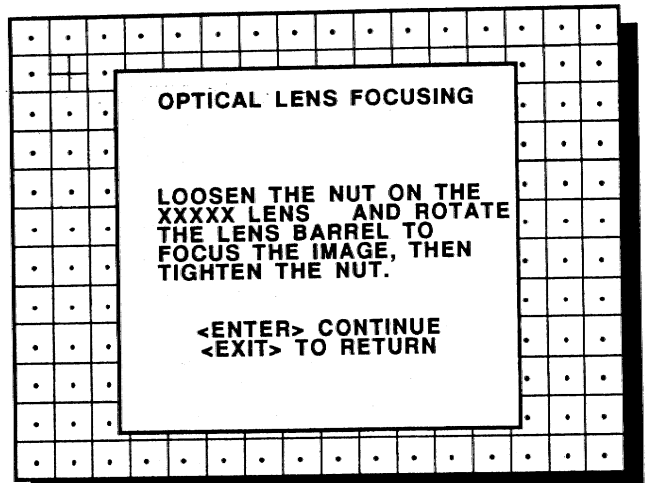 OPTICAL LENS FOCUSING
LOOSEN THE NUT ON THE
XXXXX LENS AND ROTATE
THE LENS BARREL TO
FOCUS THE IMAGE, THEN
TIGHTEN THE NUT.
<ENTER> CONTINUE
<EXIT> TO RETURN